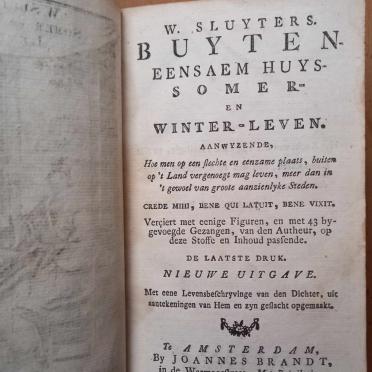 W. SLUYTERS.
BUYTEN-
EENSAEM HUYS-
SOMER-
EN
WINTER-LEVEN.
AANWYZENDE,
Hoe men op een slechte en eenzame plaats, buiten
op 't Land vergenoegt mag leven, meer dan in
't gewoel van groote aanzienlyke Steden.
CREDE MIHI, BENE QUI LATUIT, BENE VIXIT.
Verçiert met eenige Figuren, en met 43 by-
gevoegde Gezangen, van den Autheur, op
deze Stoffe en Inhoud passende.
DE LAATSTE DRUK.
NIEUWE UITGAVE.
Met eene Levensbeschryvinge van den Dichter, uit
aantekeningen van Hem en zyn geslacht opgemaakt.
To AMSTERDAM,
By JOANNES BRANDT,
in de